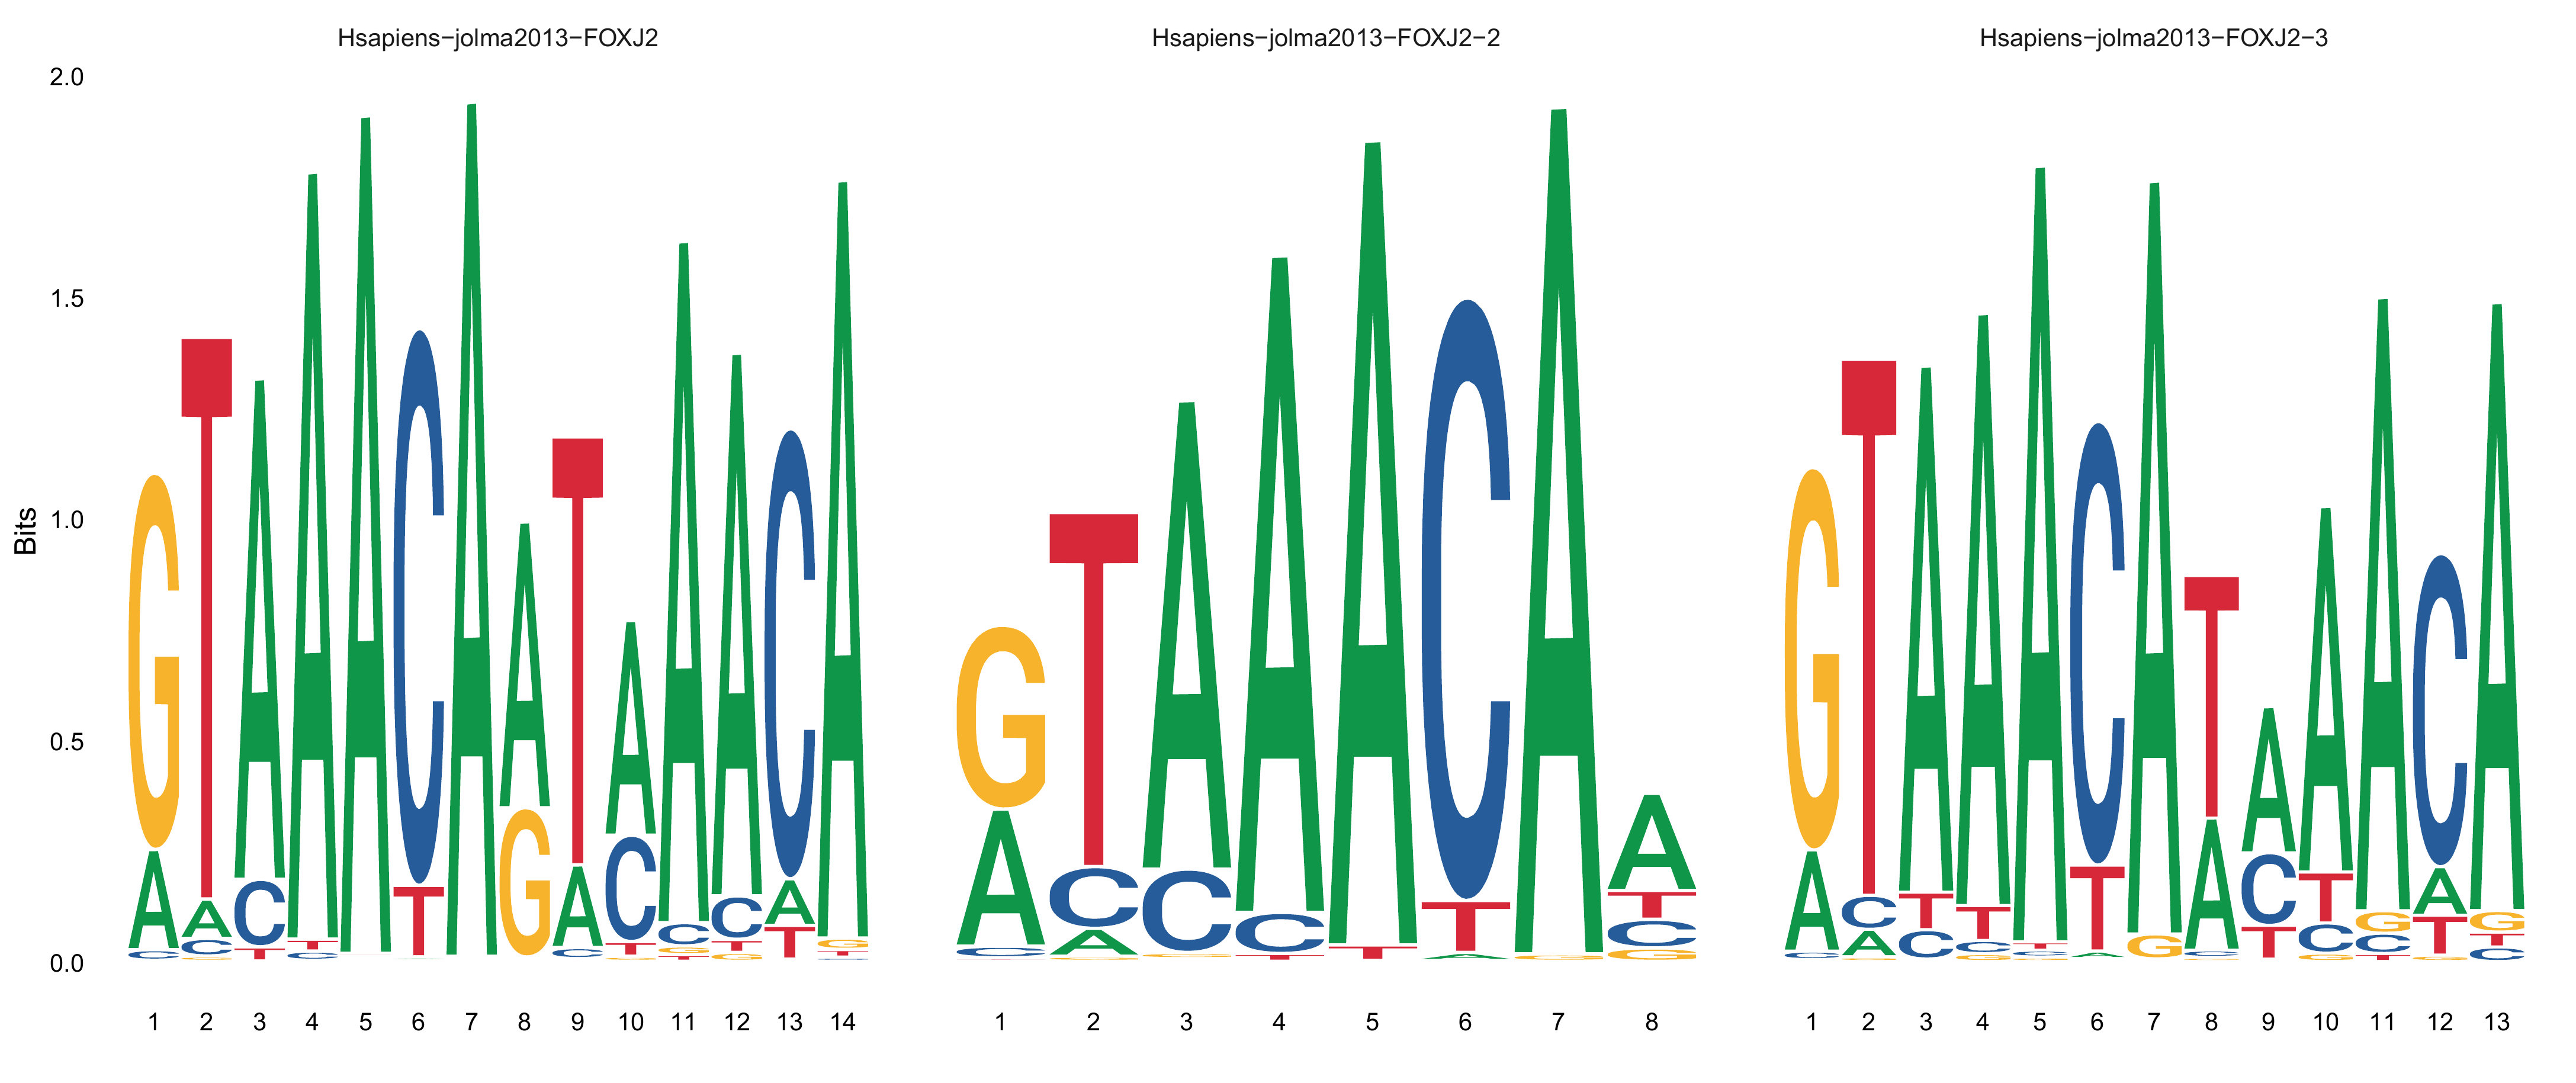 Hsapiens−jolma2013−FOXJ2
Hsapiens−jolma2013−FOXJ2−2
Hsapiens−jolma2013−FOXJ2−3
2.0
1.5
1.0
0.5
0.0
Bits
1 2 3 4 5 6 7 8 9 10 11 12 13 14
1 2 3 4 5 6 7 8
1 2 3 4 5 6 7 8 9 10 11 12 13
GTAAACAATAAACA
GTAAACAA
GTAAACATAAACA